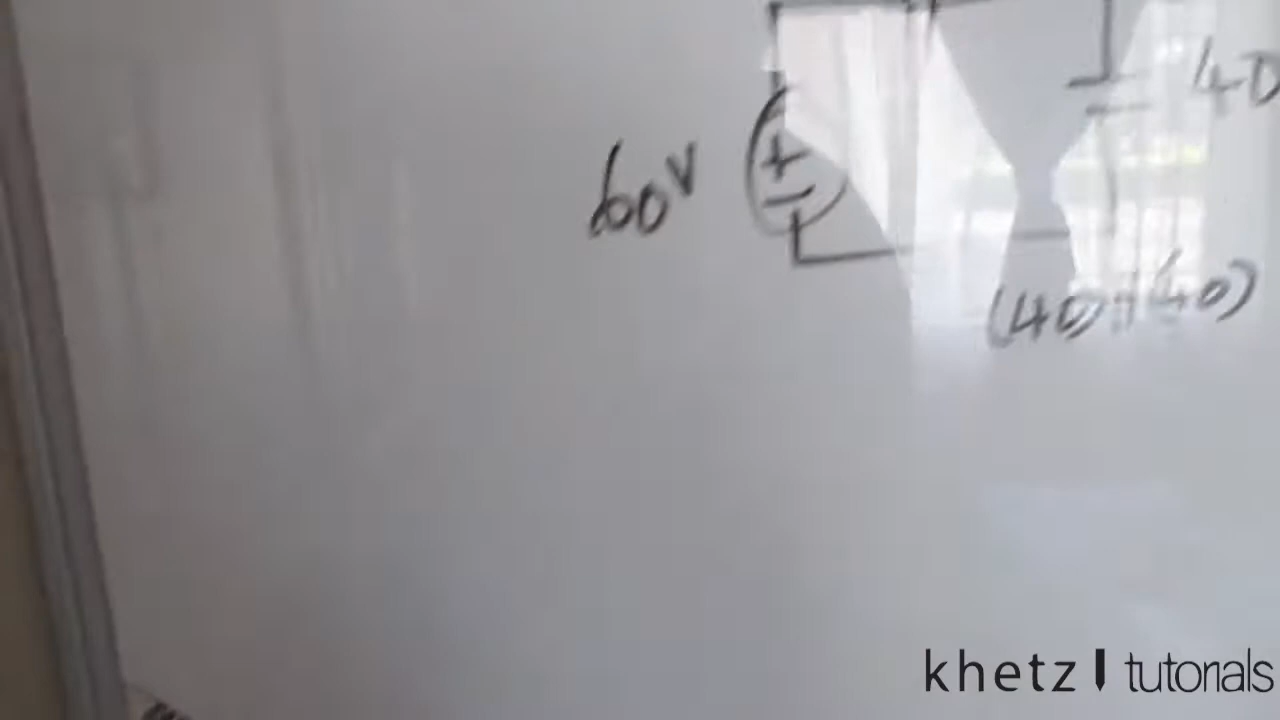 40
60V
+
−
(40+40)
khetz tutorials